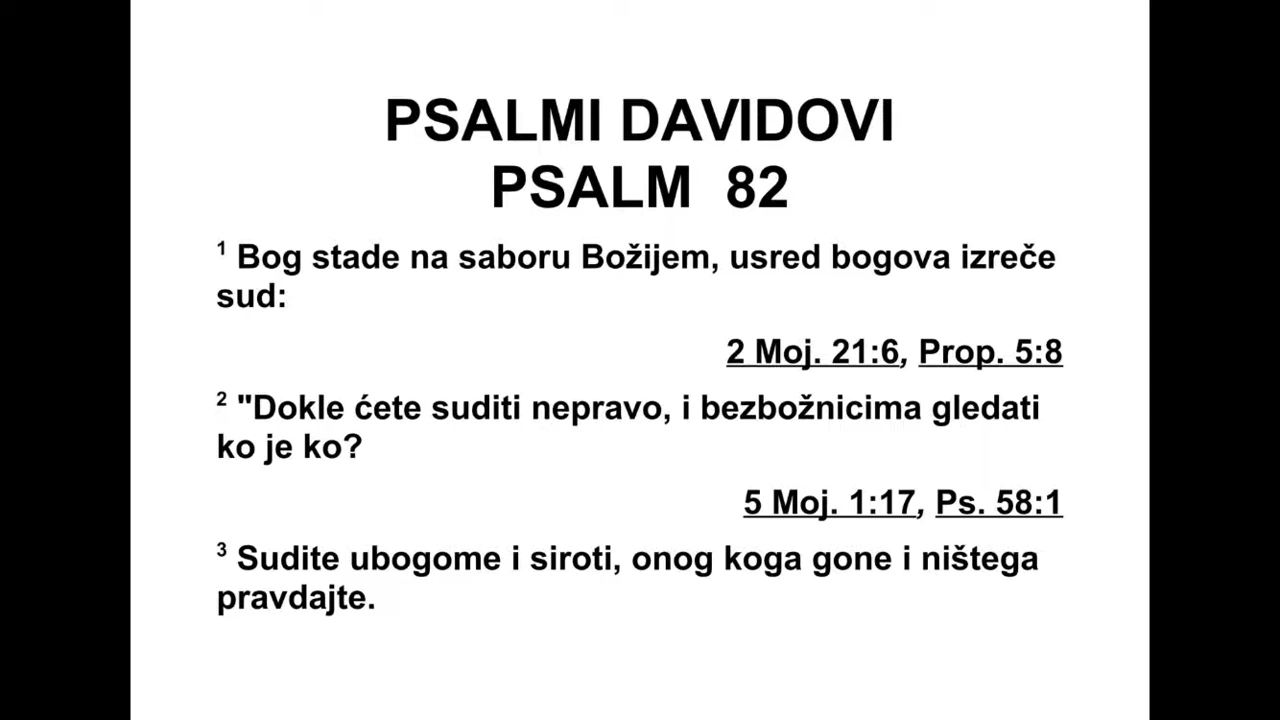 PSALMI DAVIDOVI
PSALM 82
1 Bog stade na saboru Božijem, usred bogova izreče
sud:
2 Moj. 21:6, Prop. 5:8
2 "Dokle ćete suditi nepravo, i bezbožnicima gledati
ko je ko?
5 Moj. 1:17, Ps. 58:1
3 Sudite ubogome i siroti, onog koga gone i ništega
pravdajte.